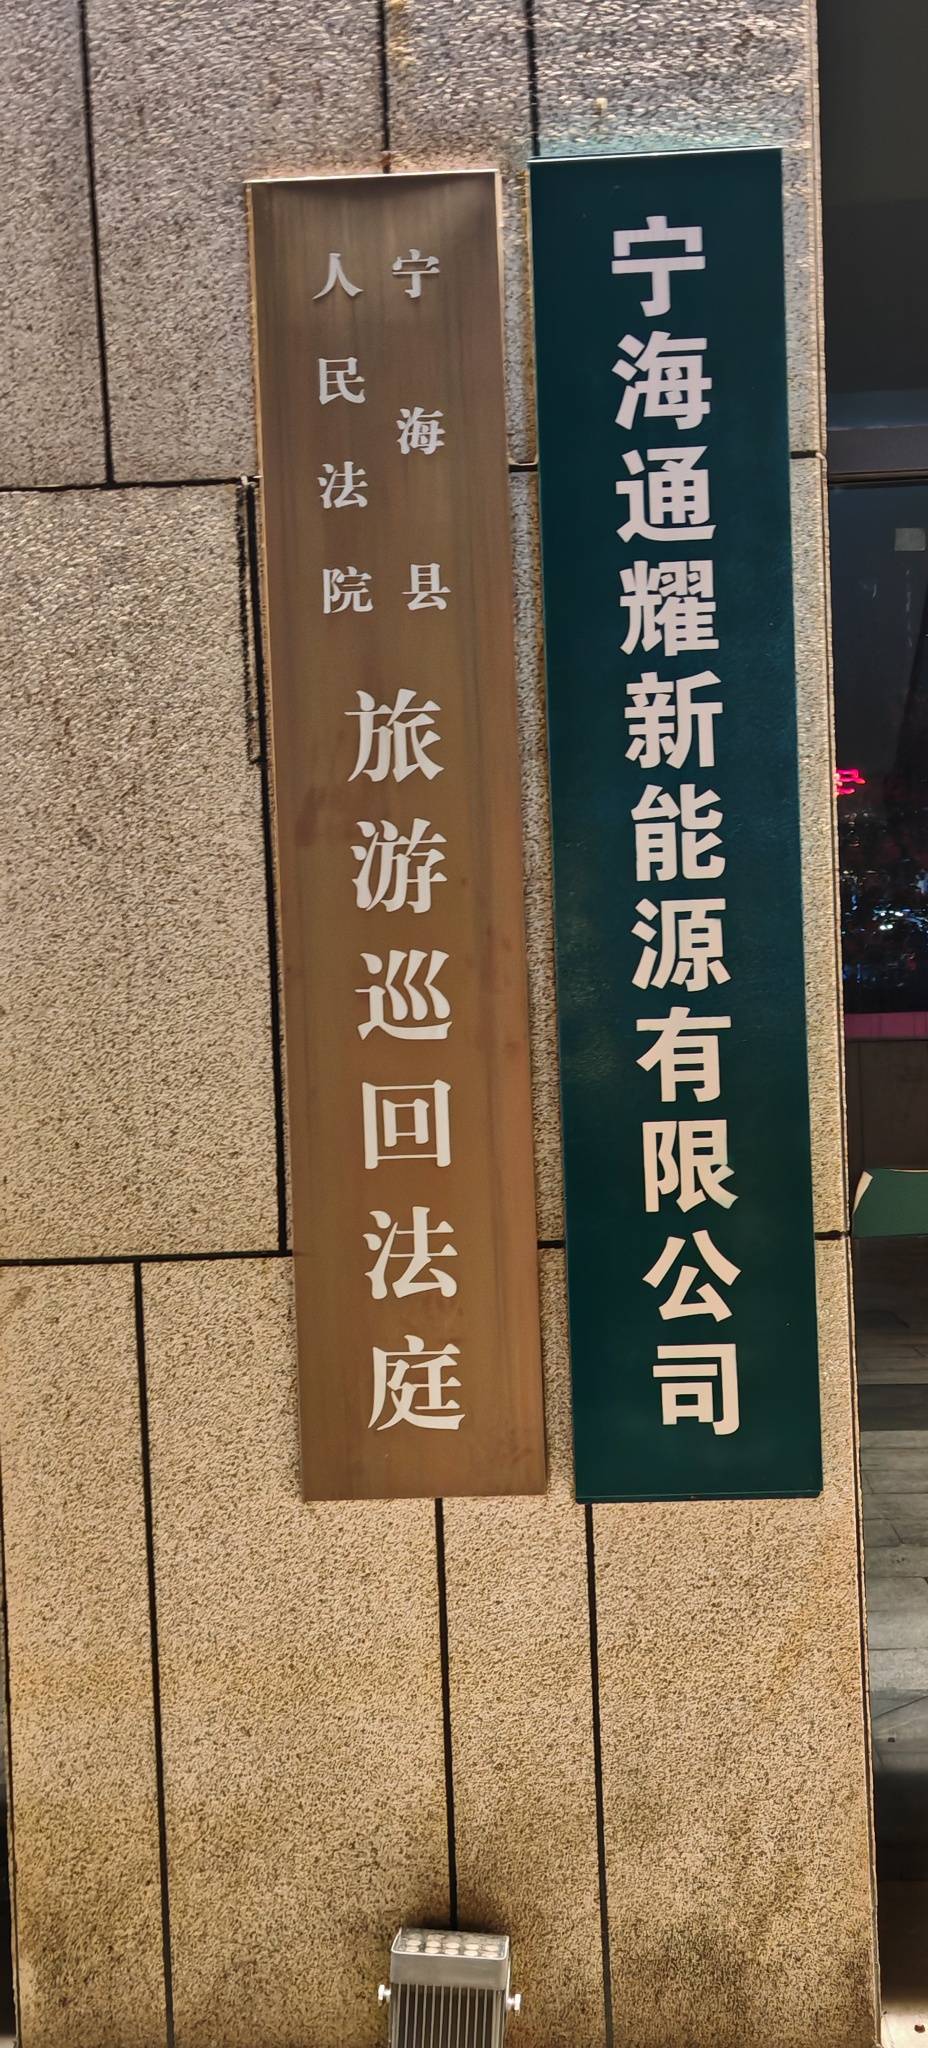 宁海县
人民法院
旅游巡回法庭
宁海通耀新能源有限公司